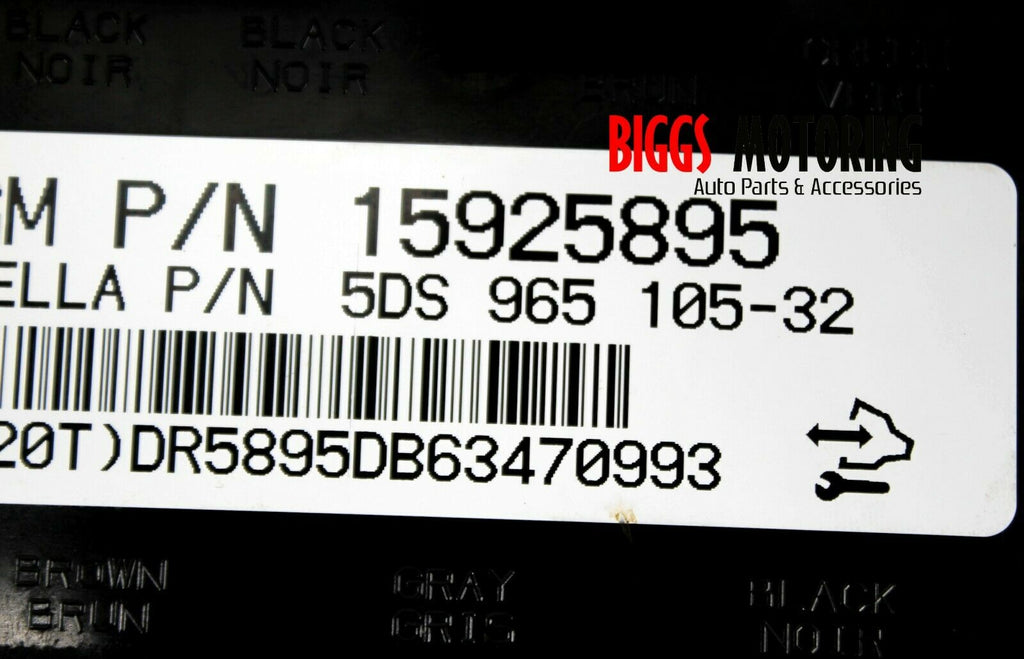 BLACK BLACK
NOIR NOIR
BRUN
BIGGS MOTORING
Auto Parts & Accessories
GM P/N 15925895
ELLA P/N 5DS 965 105-32
20T)DR5895DB63470993
BROWN GRAY BLACK
BRUN GRIS NOIR